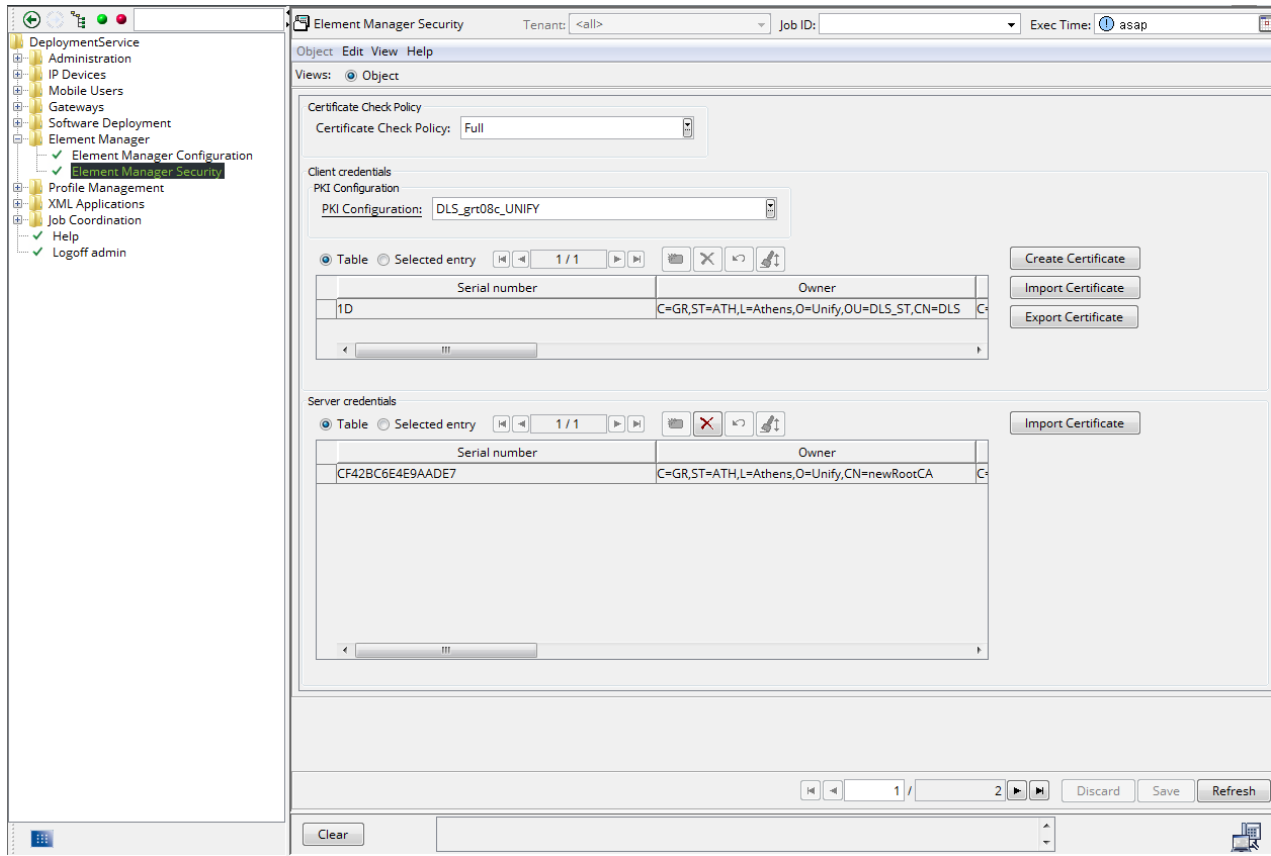 Element Manager Security Tenant: <all> Job ID: Exec Time: asap
DeploymentService
Administration
IP Devices
Mobile Users
Gateways
Software Deployment
Element Manager
Element Manager Configuration
Element Manager Security
Profile Management
XML Applications
Job Coordination
Help
Logoff admin
Object Edit View Help
Views: Object
Certificate Check Policy
Certificate Check Policy: Full
Client credentials
PKI Configuration
PKI Configuration: DLS_grt08c_UNIFY
Table Selected entry 1 / 1 Create Certificate
Serial number Owner Import Certificate
1D C=GR,ST=ATH,L=Athens,O=Unify,OU=DLS_ST,CN=DLS C=
Export Certificate
Server credentials
Table Selected entry 1 / 1 Import Certificate
Serial number Owner
CF42BC6E4E9AADE7 C=GR,ST=ATH,L=Athens,O=Unify,CN=newRootCA C=
1 / 2 Discard Save Refresh
Clear